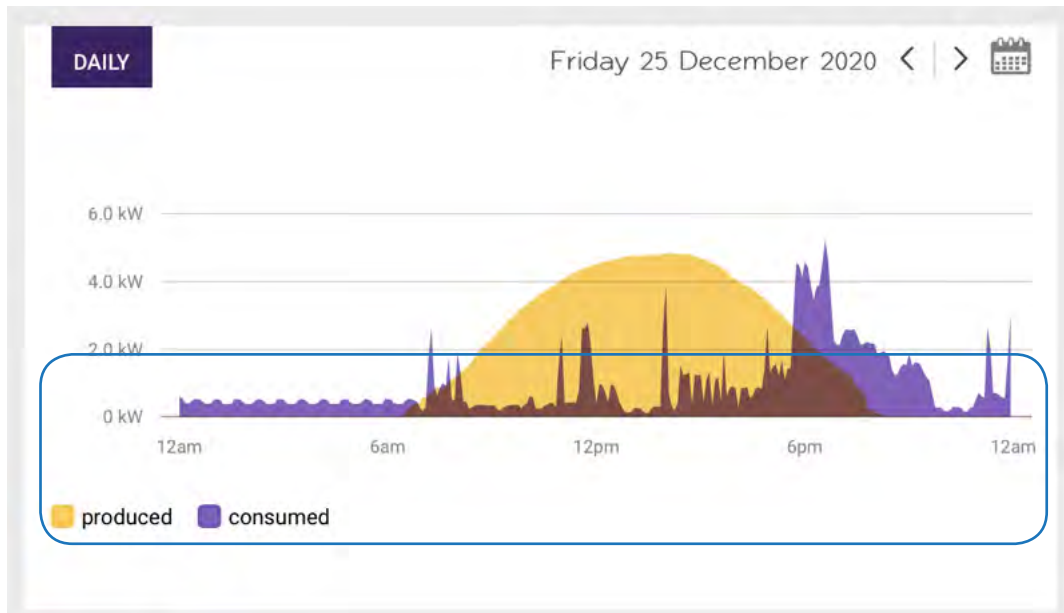 DAILY
Friday 25 December 2020
6.0 kW
4.0 kW
2.0 kW
0 kW
12am 6am 12pm 6pm 12am
produced consumed